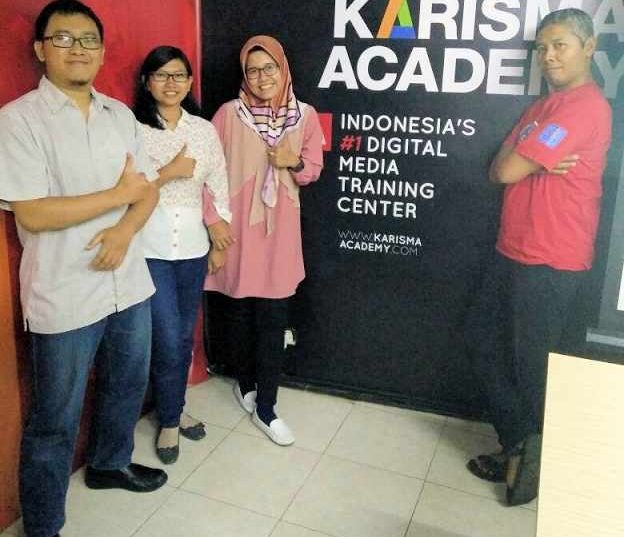 KARISMA
ACADEMY
INDONESIA'S
#1 DIGITAL
MEDIA
TRAINING
CENTER
WWW.KARISMA
ACADEMY.COM